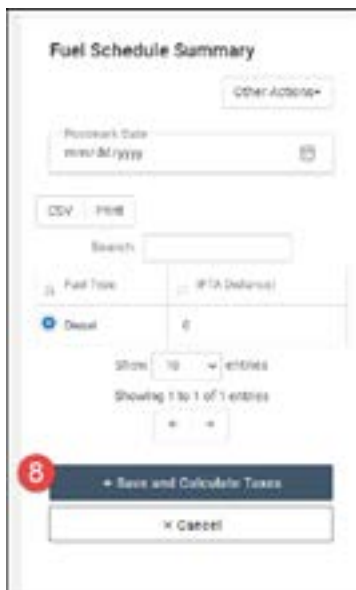 Fuel Schedule Summary
Other Actions
Postmark Date
mm/dd/yyyy
CSV Print
Search:
Fuel Type IFTA Distance
Diesel 0
Show 10 entries
Showing 1 to 1 of 1 entries
8
+ Save and Calculate Taxes
× Cancel